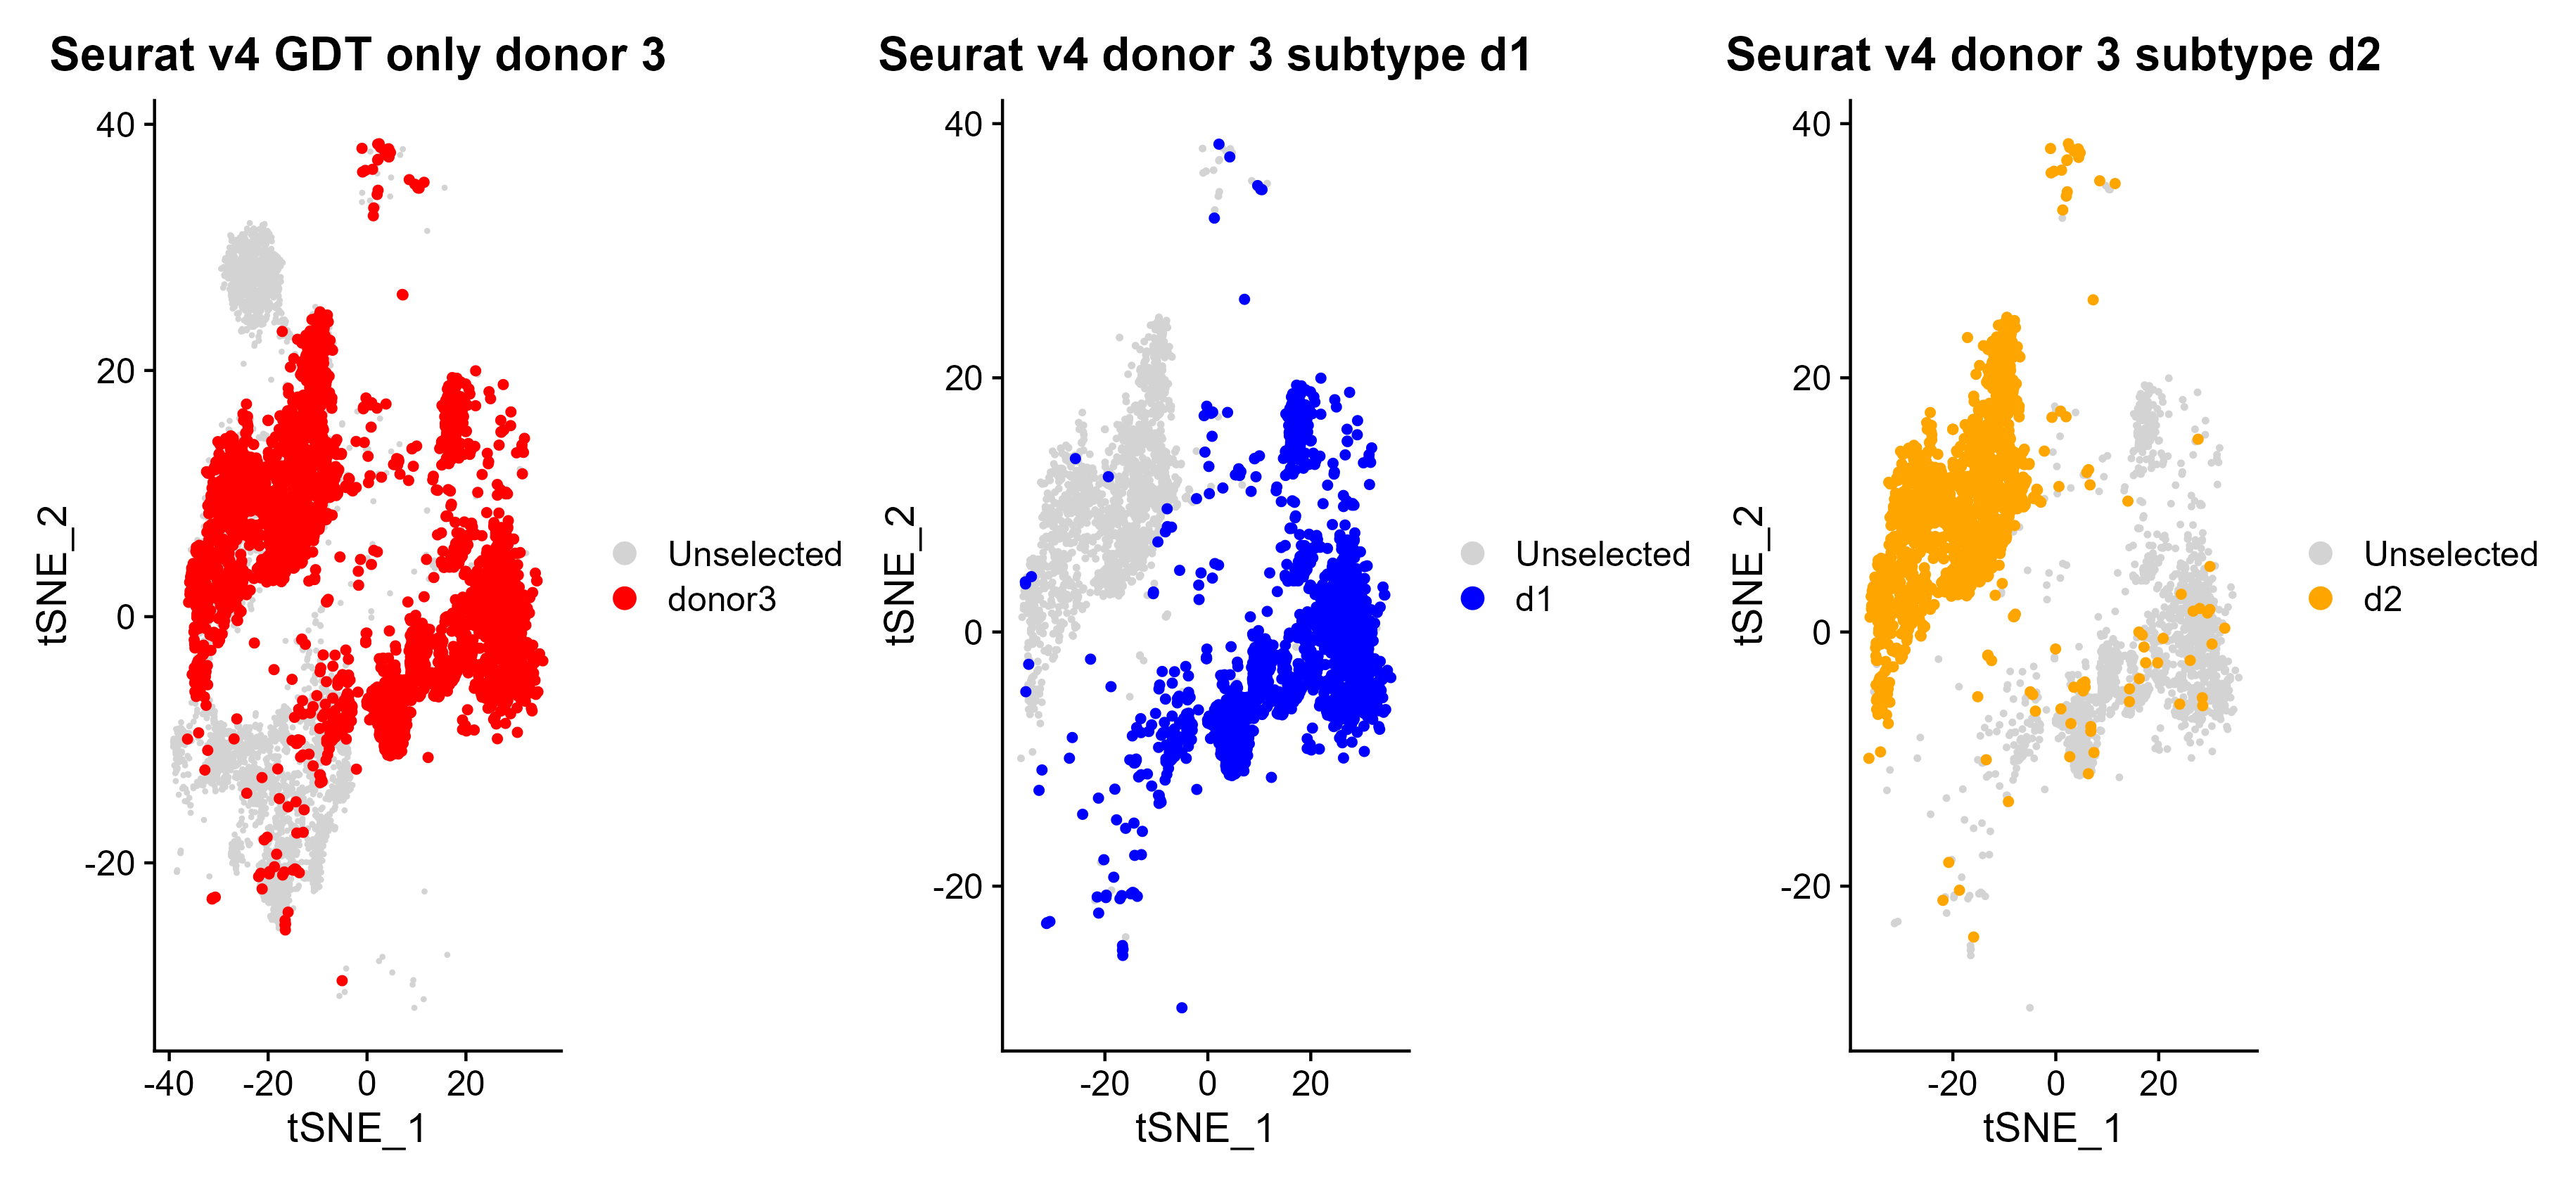 Seurat v4 GDT only donor 3
40
20
0
-20
tSNE_2
-40 -20 0 20
tSNE_1
Unselected
donor3
Seurat v4 donor 3 subtype d1
40
20
0
-20
tSNE_2
-20 0 20
tSNE_1
Unselected
d1
Seurat v4 donor 3 subtype d2
40
20
0
-20
tSNE_2
-20 0 20
tSNE_1
Unselected
d2